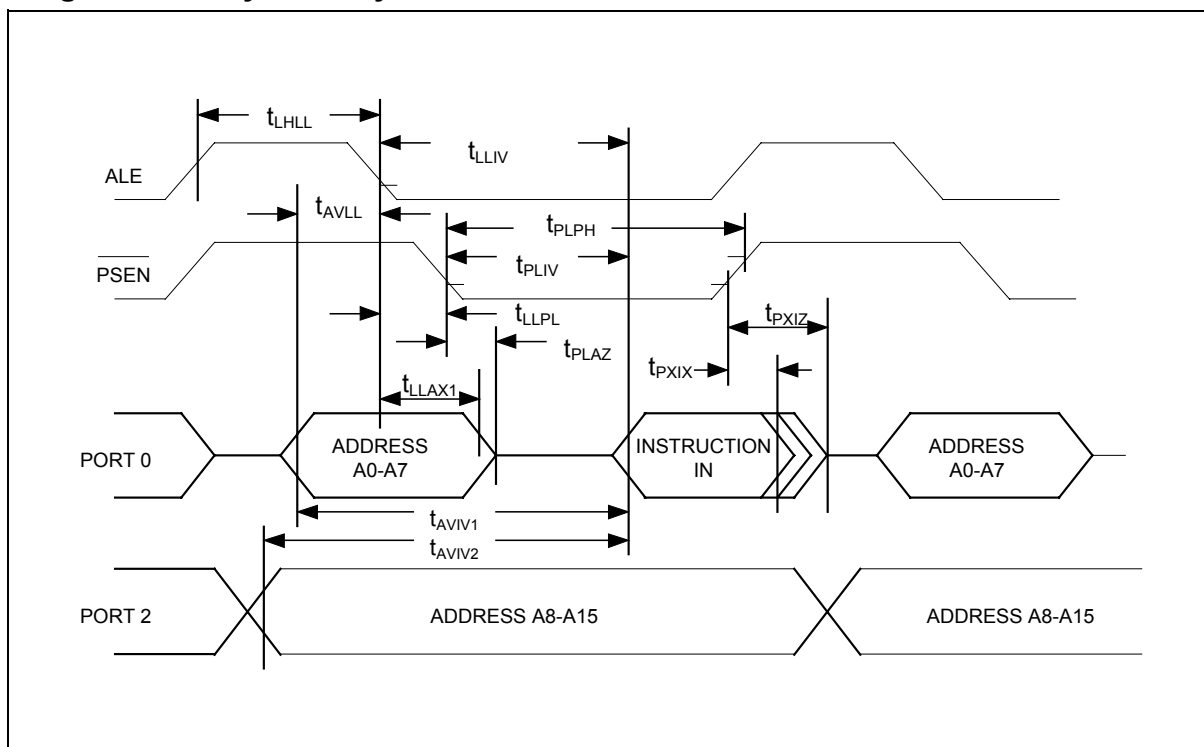 tLHLL
tLLIV
ALE
tAVLL
tPLPH
PSEN
tPLIV
tLLPL
tPXIZ
tPLAZ
tPXIX
tLLAX1
PORT 0
ADDRESS
A0-A7
INSTRUCTION
IN
ADDRESS
A0-A7
tAVIV1
tAVIV2
PORT 2
ADDRESS A8-A15
ADDRESS A8-A15